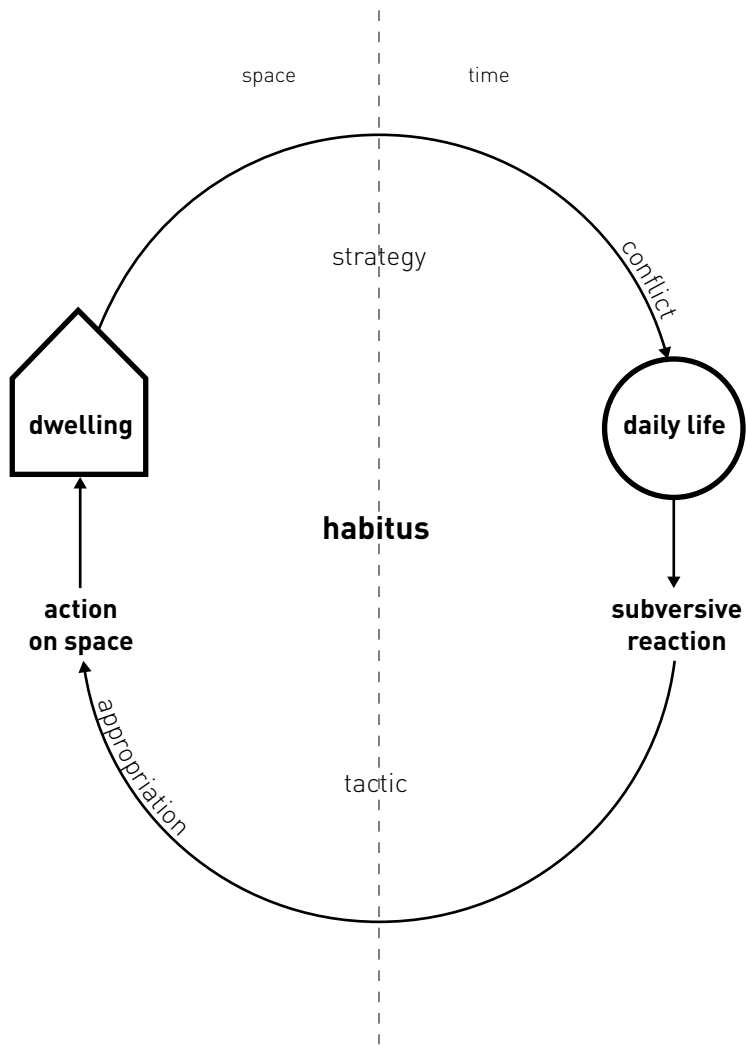 space
time
strategy
conflict
dwelling
daily life
habitus
action
on space
subversive
reaction
appropriation
tactic